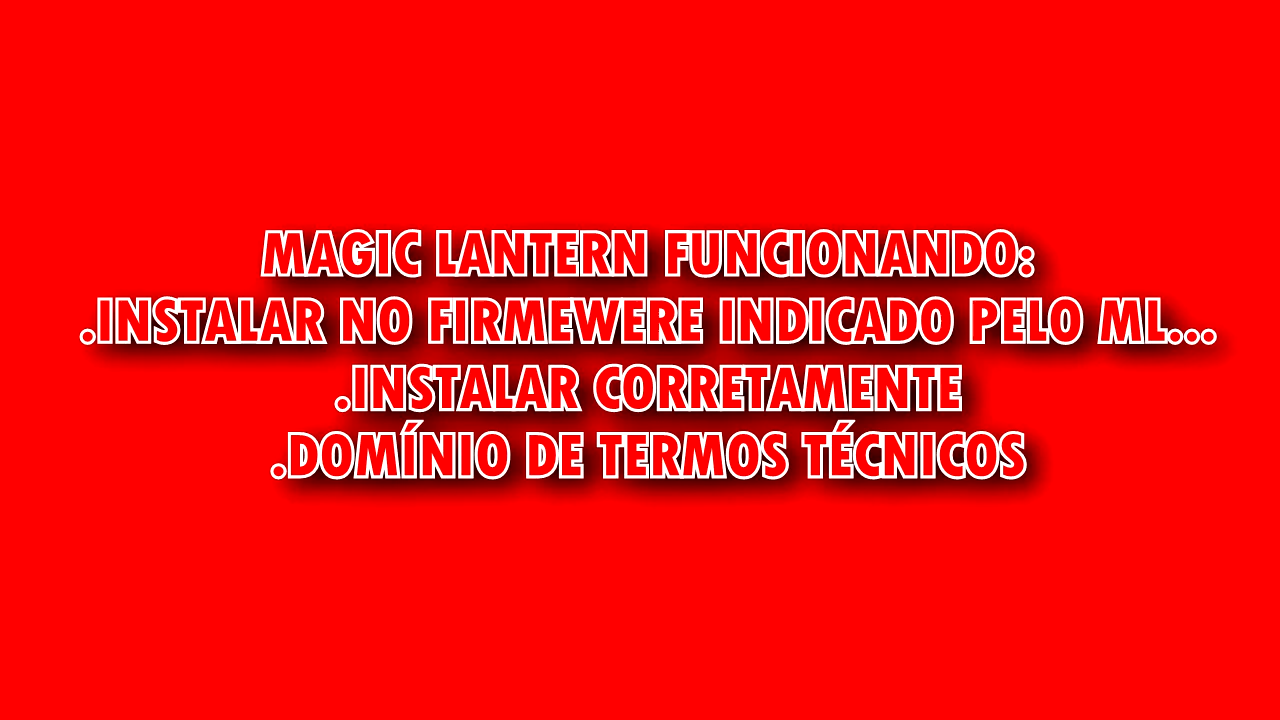 MAGIC LANTERN FUNCIONANDO:
.INSTALAR NO FIRMEWERE INDICADO PELO ML...
.INSTALAR CORRETAMENTE
.DOMÍNIO DE TERMOS TÉCNICOS